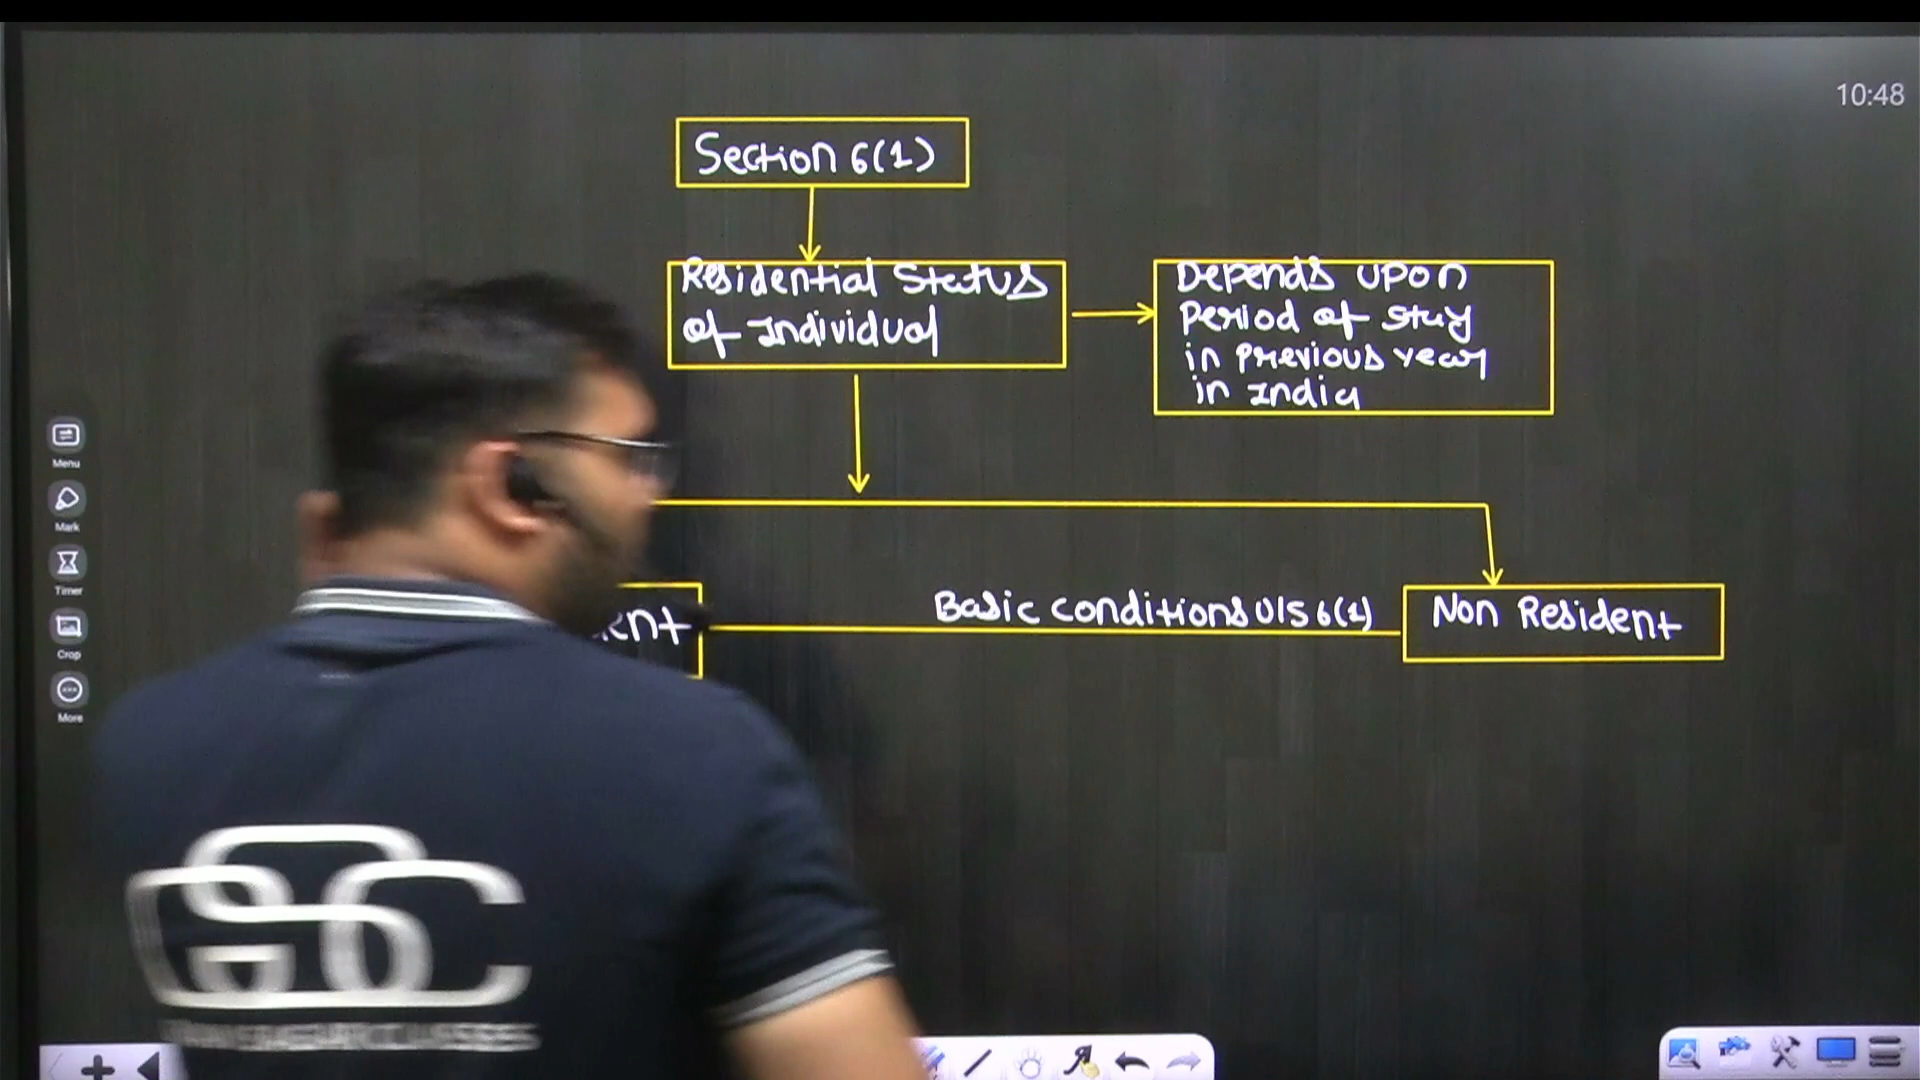 10:48
Section 6(1)
Residential Status
of Individual
Depends upon
Period of stay
in previous year
in India
Menu
Mark
Timer
Crop
More
Basic conditions U/S 6(1)
Non Resident
GSC